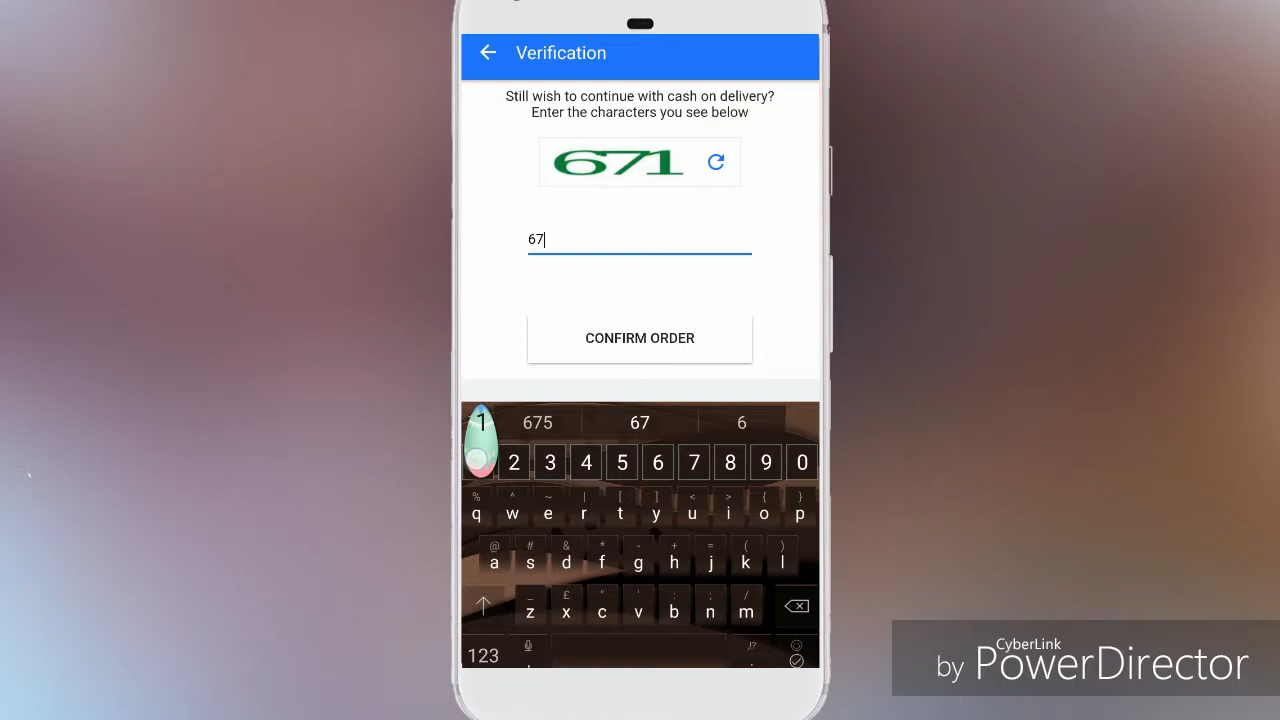 Verification
Still wish to continue with cash on delivery?
Enter the characters you see below
671
67
CONFIRM ORDER
1 675 67 6
2 3 4 5 6 7 8 9 0
% ^ ~ | [ ] < > { }
q w e r t y u i o p
@ # & * - + = ( )
a s d f g h j k l
_ £ " ' : ; /
z x c v b n m
,!?
123 , .
CyberLink
by PowerDirector